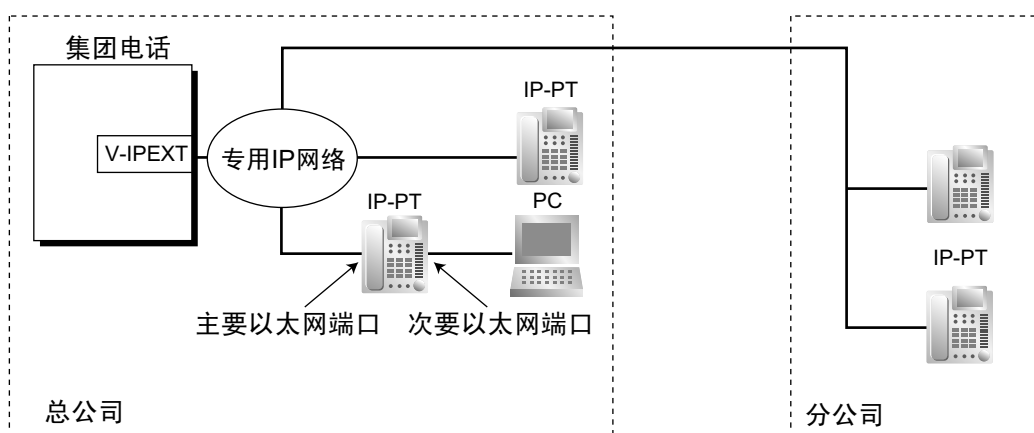 集团电话
V-IPEXT
专用IP网络
IP-PT
IP-PT
PC
主要以太网端口
次要以太网端口
总公司
IP-PT
分公司